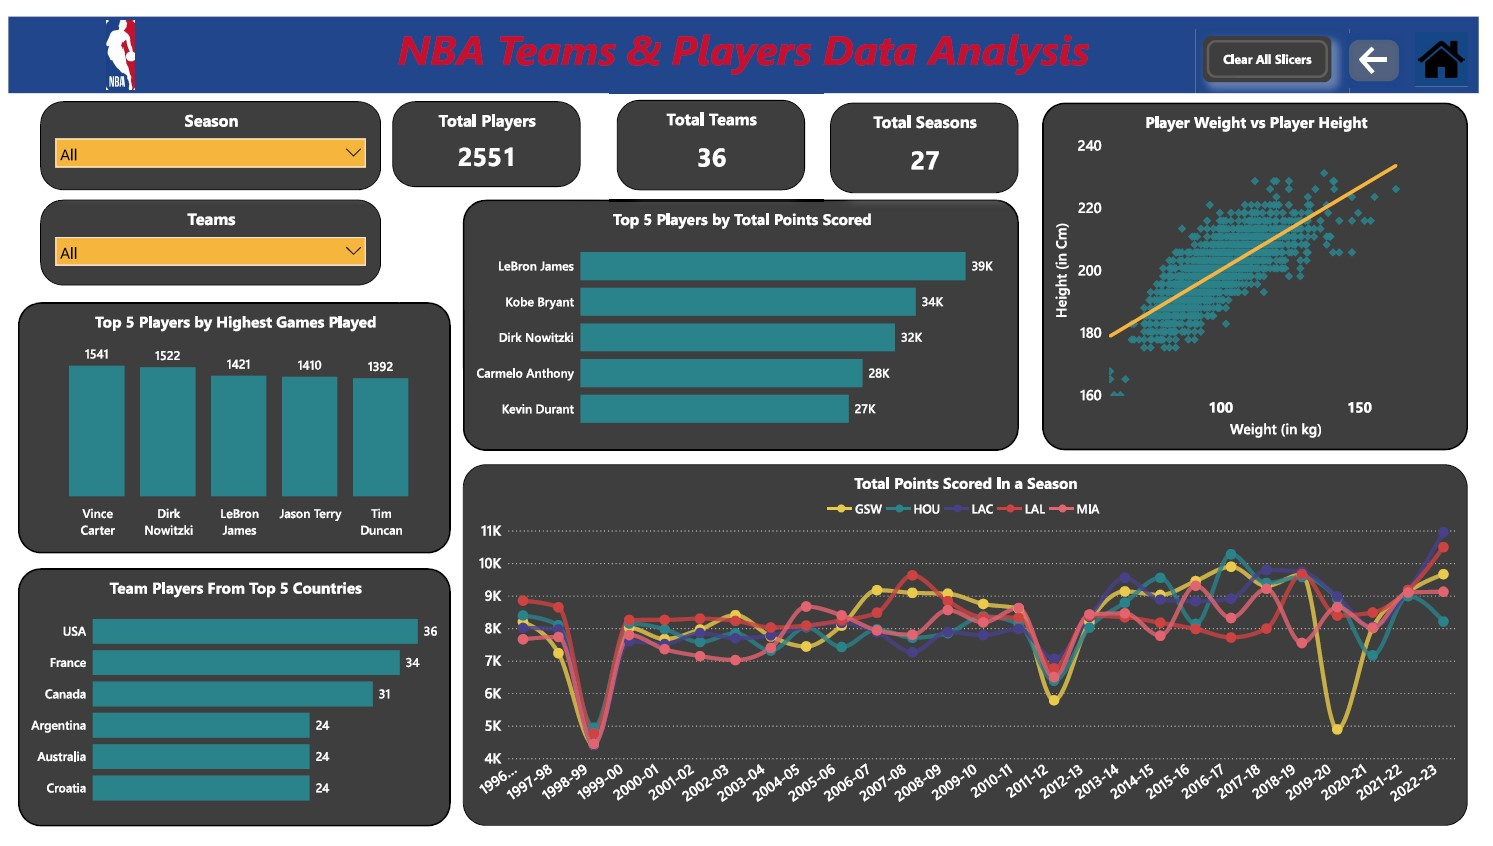 NBA
NBA Teams & Players Data Analysis
Clear All Slicers
Season
All
Total Players
2551
Total Teams
36
Total Seasons
27
Teams
All
Player Weight vs Player Height
240
220
200
180
160
Height (in Cm)
100 150
Weight (in kg)
Top 5 Players by Total Points Scored
LeBron James 39K
Kobe Bryant 34K
Dirk Nowitzki 32K
Carmelo Anthony 28K
Kevin Durant 27K
Top 5 Players by Highest Games Played
1541 1522 1421 1410 1392
Vince Dirk LeBron Jason Terry Tim
Carter Nowitzki James Duncan
Team Players From Top 5 Countries
USA 36
France 34
Canada 31
Argentina 24
Australia 24
Croatia 24
Total Points Scored In a Season
GSW HOU LAC LAL MIA
11K
10K
9K
8K
7K
6K
5K
4K
1996... 1997-98 1998-99 1999-00 2000-01 2001-02 2002-03 2003-04 2004-05 2005-06 2006-07 2007-08 2008-09 2009-10 2010-11 2011-12 2012-13 2013-14 2014-15 2015-16 2016-17 2017-18 2018-19 2019-20 2020-21 2021-22 2022-23